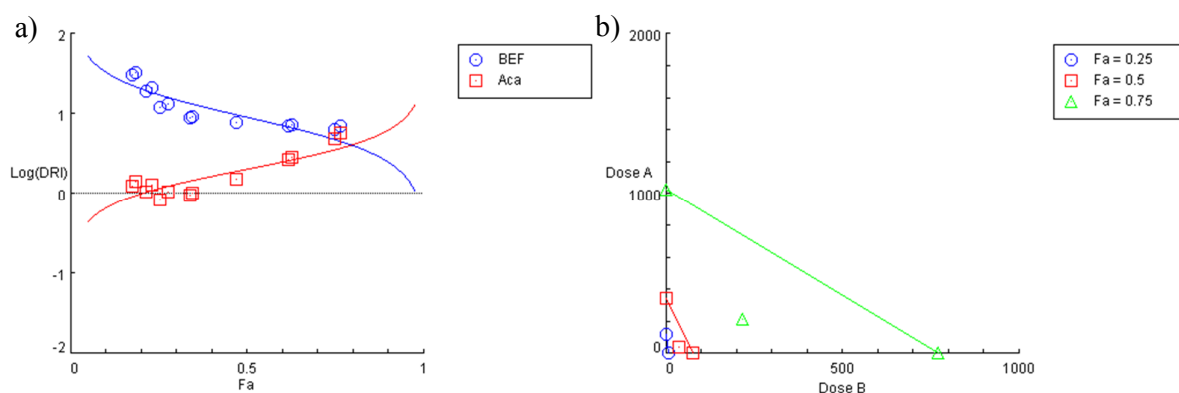 a)
2
1
Log(DRI)
0
-1
-2
0
0.5
1
Fa
BEF
Aca
b)
2000
Dose A
1000
0
0
500
1000
Dose B
Fa = 0.25
Fa = 0.5
Fa = 0.75